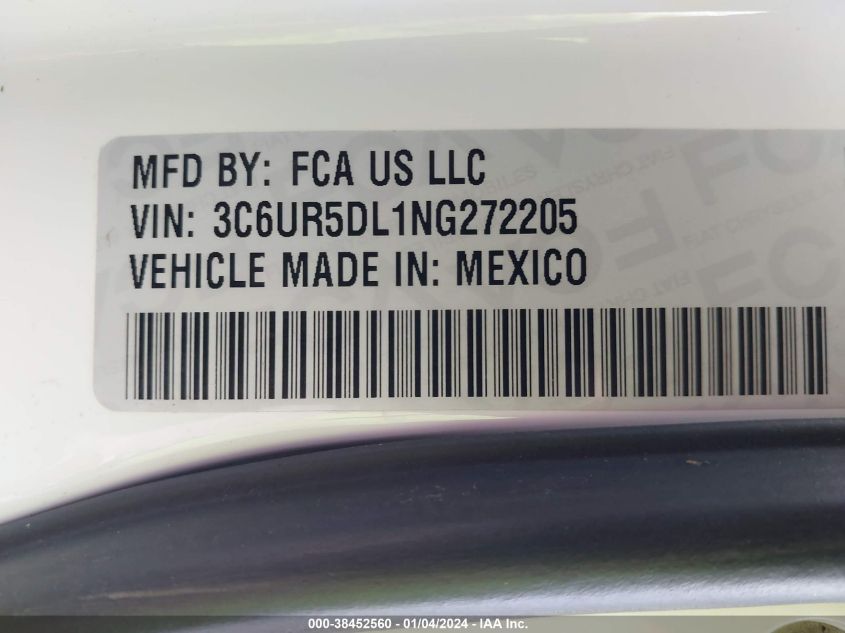 MFD BY: FCA US LLC
VIN: 3C6UR5DL1NG272205
VEHICLE MADE IN: MEXICO
000-38452560 - 01/04/2024 - IAA Inc.